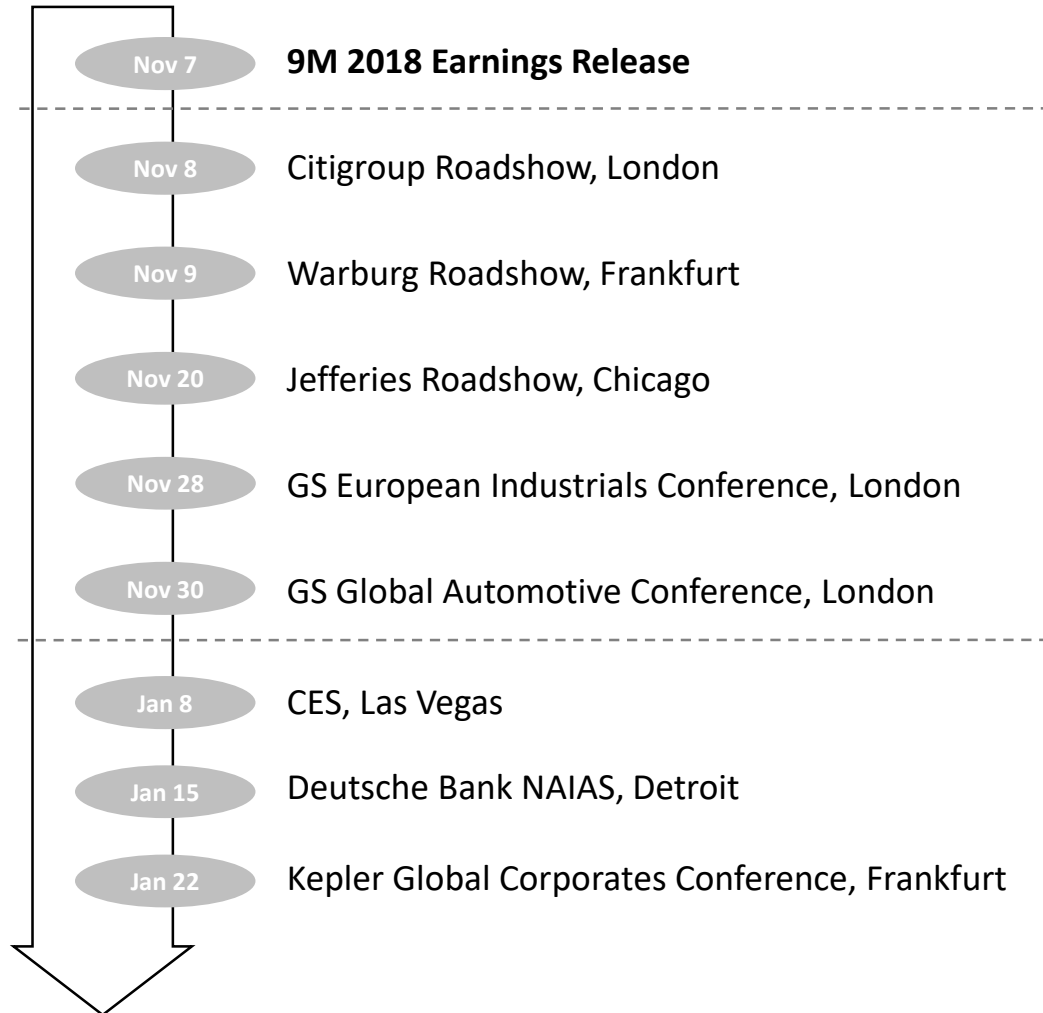 Nov 7 9M 2018 Earnings Release
Nov 8 Citigroup Roadshow, London
Nov 9 Warburg Roadshow, Frankfurt
Nov 20 Jefferies Roadshow, Chicago
Nov 28 GS European Industrials Conference, London
Nov 30 GS Global Automotive Conference, London
Jan 8 CES, Las Vegas
Jan 15 Deutsche Bank NAIAS, Detroit
Jan 22 Kepler Global Corporates Conference, Frankfurt